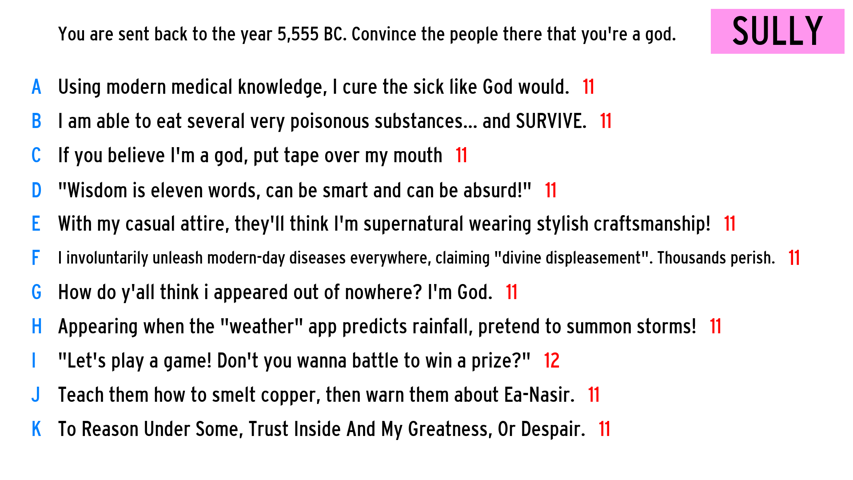 You are sent back to the year 5,555 BC. Convince the people there that you're a god.
SULLY
A Using modern medical knowledge, I cure the sick like God would. 11
B I am able to eat several very poisonous substances... and SURVIVE. 11
C If you believe I'm a god, put tape over my mouth 11
D "Wisdom is eleven words, can be smart and can be absurd!" 11
E With my casual attire, they'll think I'm supernatural wearing stylish craftsmanship! 11
F I involuntarily unleash modern-day diseases everywhere, claiming "divine displeasement". Thousands perish. 11
G How do y'all think i appeared out of nowhere? I'm God. 11
H Appearing when the "weather" app predicts rainfall, pretend to summon storms! 11
I "Let's play a game! Don't you wanna battle to win a prize?" 12
J Teach them how to smelt copper, then warn them about Ea-Nasir. 11
K To Reason Under Some, Trust Inside And My Greatness, Or Despair. 11